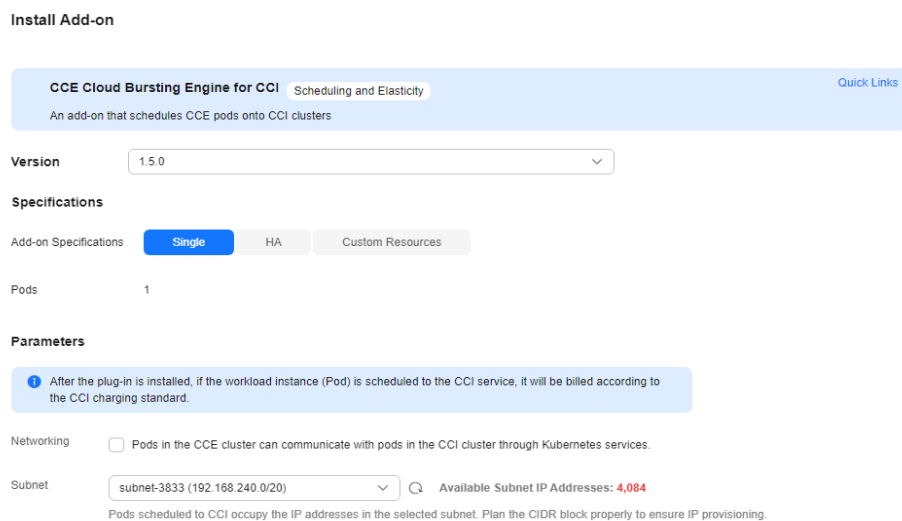 Install Add-on
CCE Cloud Bursting Engine for CCI Scheduling and Elasticity Quick Links
An add-on that schedules CCE pods onto CCI clusters
Version 1.5.0
Specifications
Add-on Specifications Single HA Custom Resources
Pods 1
Parameters
After the plug-in is installed, if the workload instance (Pod) is scheduled to the CCI service, it will be billed according to
the CCI charging standard.
Networking Pods in the CCE cluster can communicate with pods in the CCI cluster through Kubernetes services.
Subnet subnet-3833 (192.168.240.0/20) Available Subnet IP Addresses: 4,084
Pods scheduled to CCI occupy the IP addresses in the selected subnet. Plan the CIDR block properly to ensure IP provisioning.